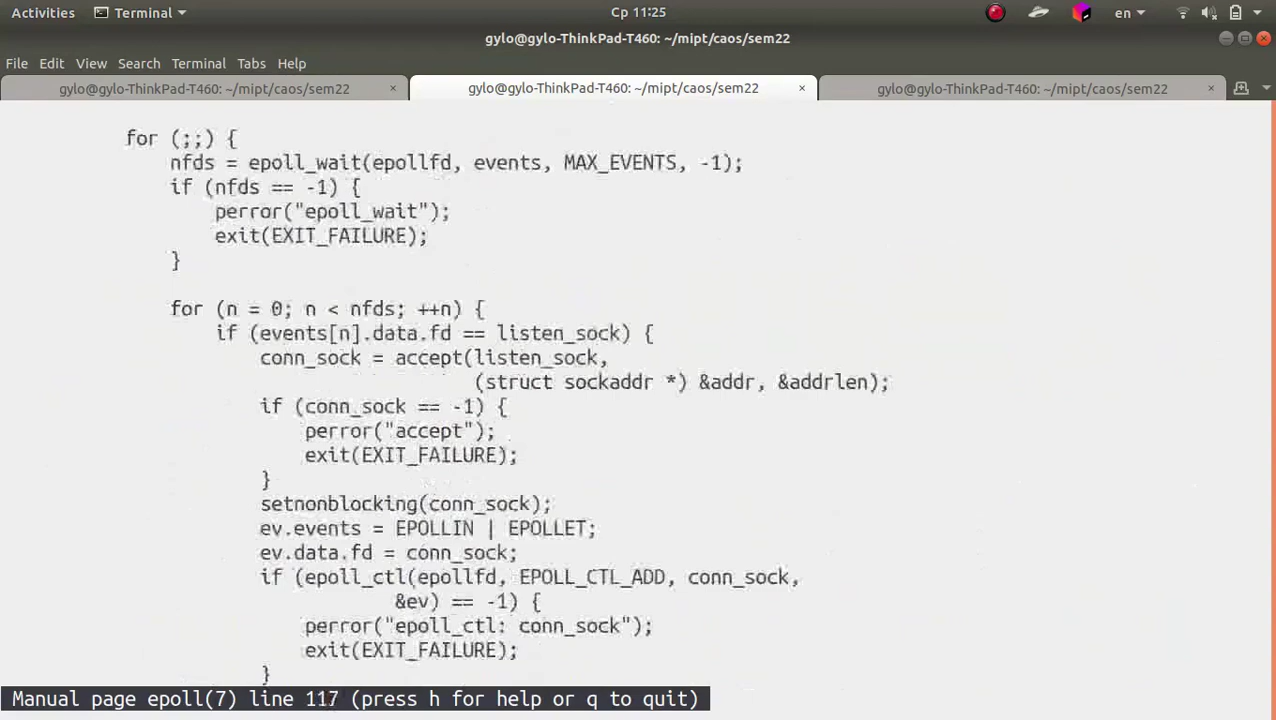 Activities Terminal Ср 11:25 en
gylo@gylo-ThinkPad-T460: ~/mipt/caos/sem22
File Edit View Search Terminal Tabs Help
gylo@gylo-ThinkPad-T460: ~/mipt/caos/sem22 × gylo@gylo-ThinkPad-T460: ~/mipt/caos/sem22 × gylo@gylo-ThinkPad-T460: ~/mipt/caos/sem22 ×
for (;;) {
nfds = epoll_wait(epollfd, events, MAX_EVENTS, -1);
if (nfds == -1) {
perror("epoll_wait");
exit(EXIT_FAILURE);
}
for (n = 0; n < nfds; ++n) {
if (events[n].data.fd == listen_sock) {
conn_sock = accept(listen_sock,
(struct sockaddr *) &addr, &addrlen);
if (conn_sock == -1) {
perror("accept");
exit(EXIT_FAILURE);
}
setnonblocking(conn_sock);
ev.events = EPOLLIN | EPOLLET;
ev.data.fd = conn_sock;
if (epoll_ctl(epollfd, EPOLL_CTL_ADD, conn_sock,
&ev) == -1) {
perror("epoll_ctl: conn_sock");
exit(EXIT_FAILURE);
}
Manual page epoll(7) line 117 (press h for help or q to quit)